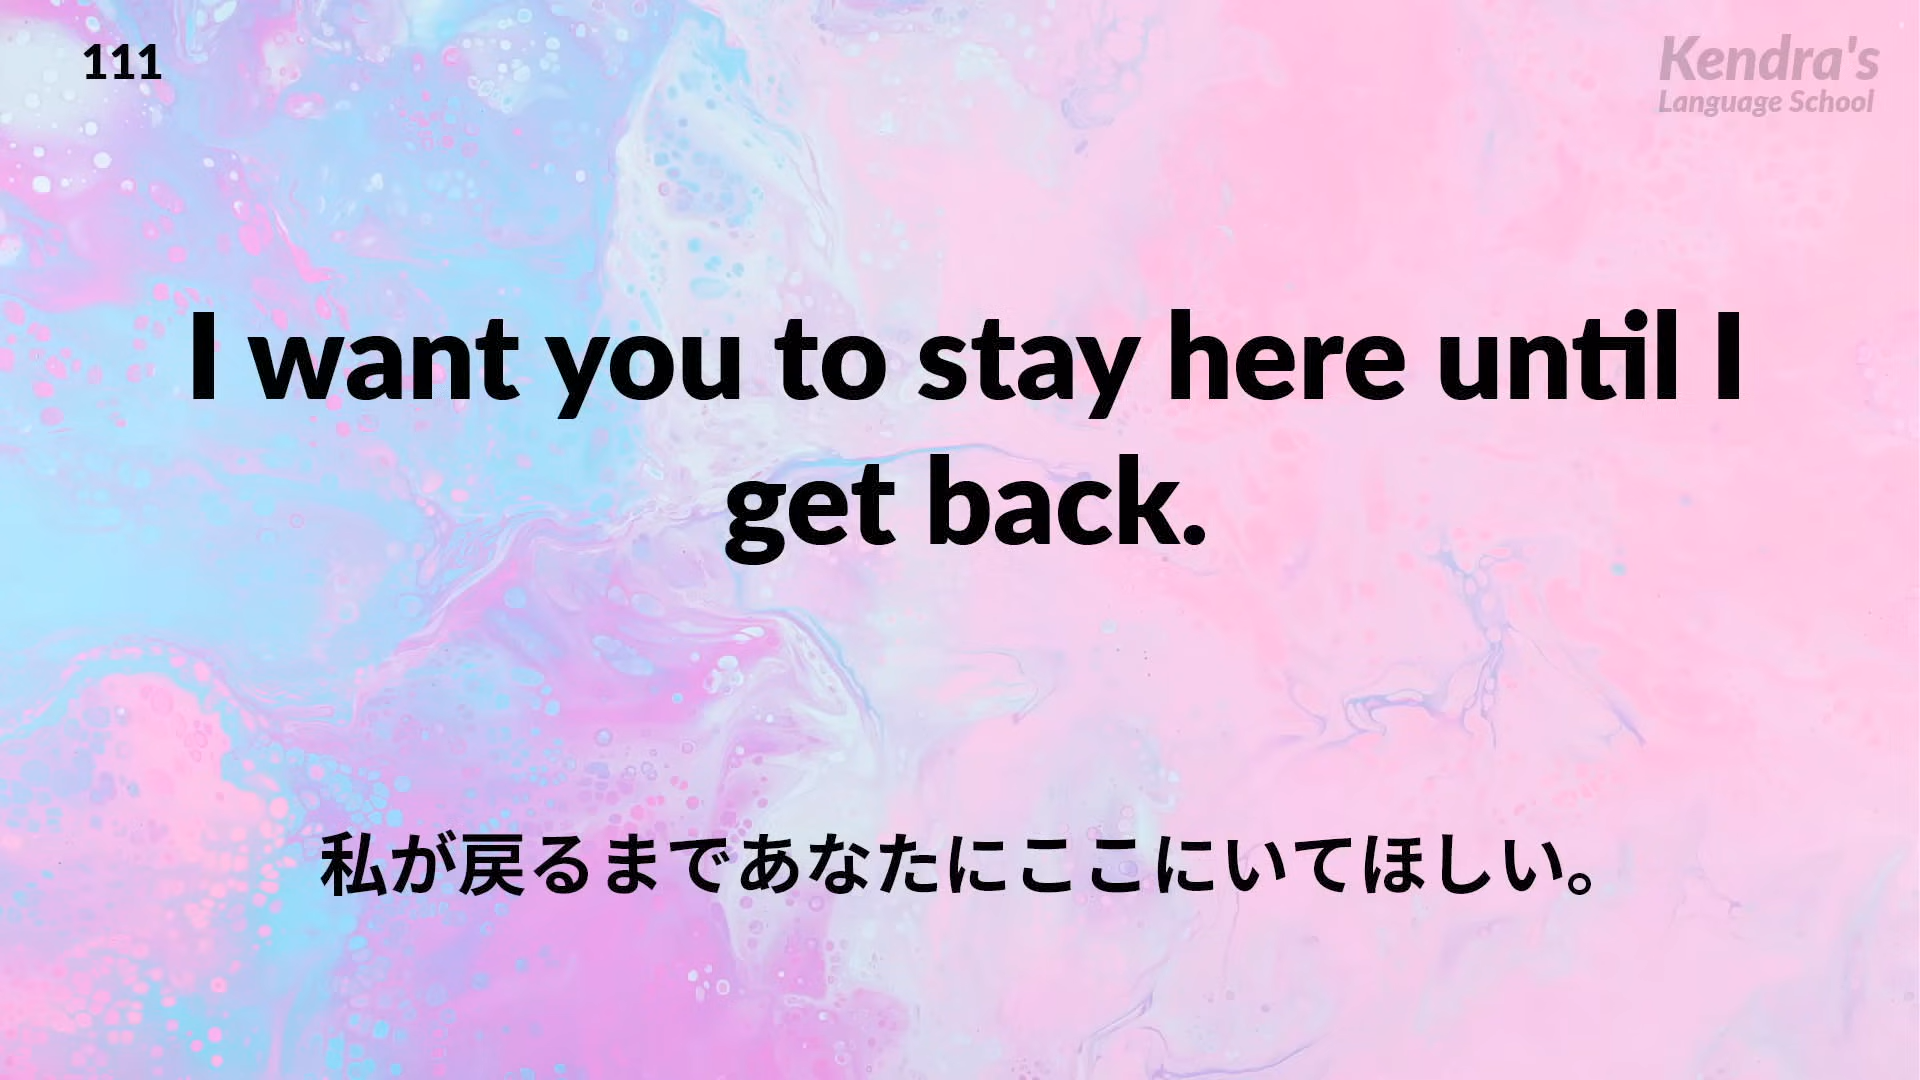 111
Kendra's
Language School
I want you to stay here until I
get back.
私が戻るまであなたにここにいてほしい。